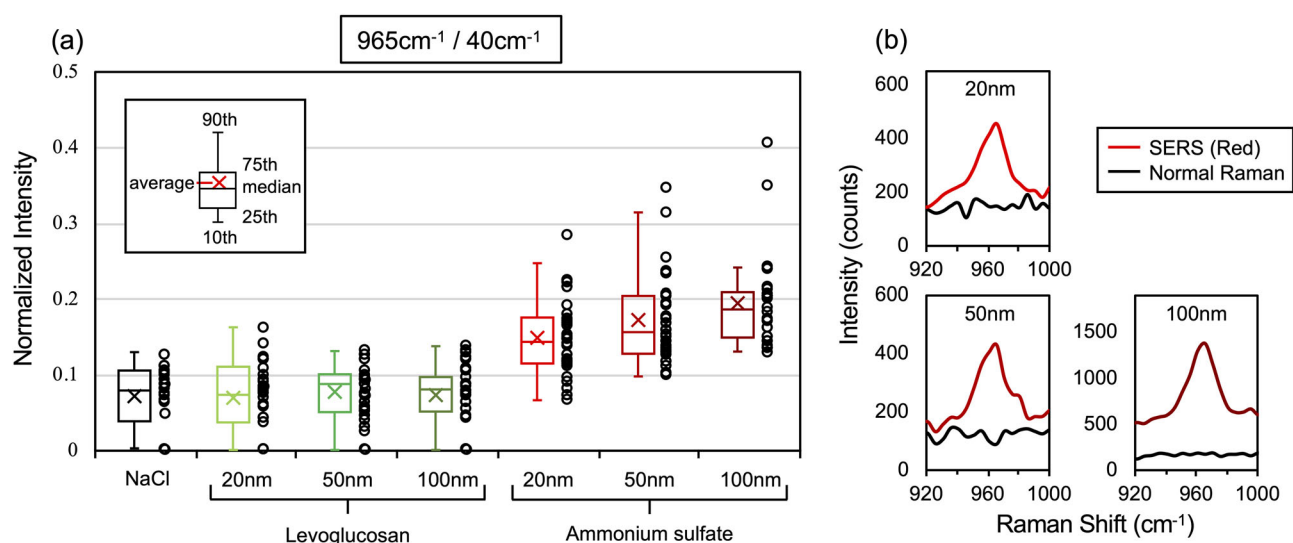 (a)
965cm⁻¹ / 40cm⁻¹
Normalized Intensity
0.5
0.4
0.3
0.2
0.1
0
90th
75th
average
median
25th
10th
NaCl
20nm
50nm
100nm
20nm
50nm
100nm
Levoglucosan
Ammonium sulfate
(b)
Intensity (counts)
600
400
200
0
20nm
920
960
1000
SERS (Red)
Normal Raman
600
400
200
0
50nm
920
960
1000
1500
1000
500
0
100nm
920
960
1000
Raman Shift (cm⁻¹)